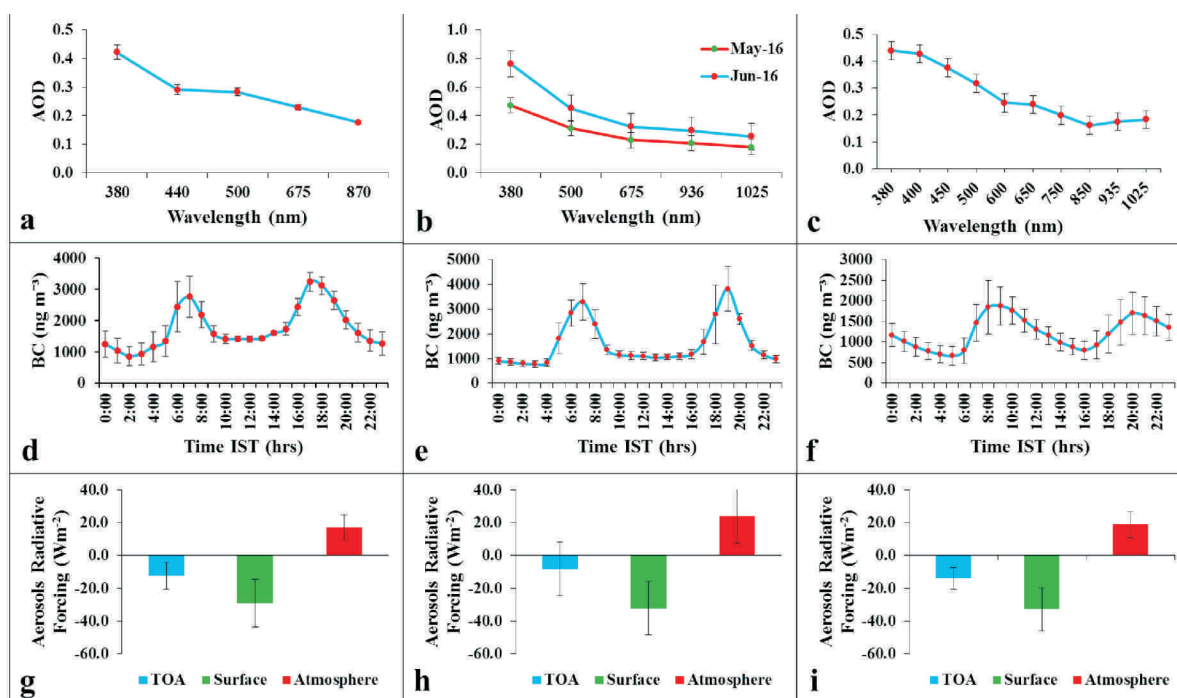 0.5
0.4
0.3
0.2
0.1
0.0
AOD
380 440 500 675 870
Wavelength (nm)
a
1.0
0.8
0.6
0.4
0.2
0.0
AOD
May-16
Jun-16
380 500 675 936 1025
Wavelength (nm)
b
0.5
0.4
0.3
0.2
0.1
0.0
AOD
380 400 450 500 600 650 750 850 935 1025
Wavelength (nm)
c
4000
3000
2000
1000
0
BC (ng m⁻³)
0:00 2:00 4:00 6:00 8:00 10:00 12:00 14:00 16:00 18:00 20:00 22:00
Time IST (hrs)
d
5000
4000
3000
2000
1000
0
BC (ng m⁻³)
0:00 2:00 4:00 6:00 8:00 10:00 12:00 14:00 16:00 18:00 20:00 22:00
Time IST (hrs)
e
3000
2500
2000
1500
1000
500
0
BC (ng m⁻³)
0:00 2:00 4:00 6:00 8:00 10:00 12:00 14:00 16:00 18:00 20:00 22:00
Time IST (hrs)
f
40.0
20.0
0.0
-20.0
-40.0
-60.0
Aerosols Radiative
Forcing (Wm⁻²)
TOA Surface Atmosphere
g
40.0
20.0
0.0
-20.0
-40.0
-60.0
Aerosols Radiative
Forcing (Wm⁻²)
TOA Surface Atmosphere
h
40.0
20.0
0.0
-20.0
-40.0
-60.0
Aerosols Radiative
Forcing (Wm⁻²)
TOA Surface Atmosphere
i